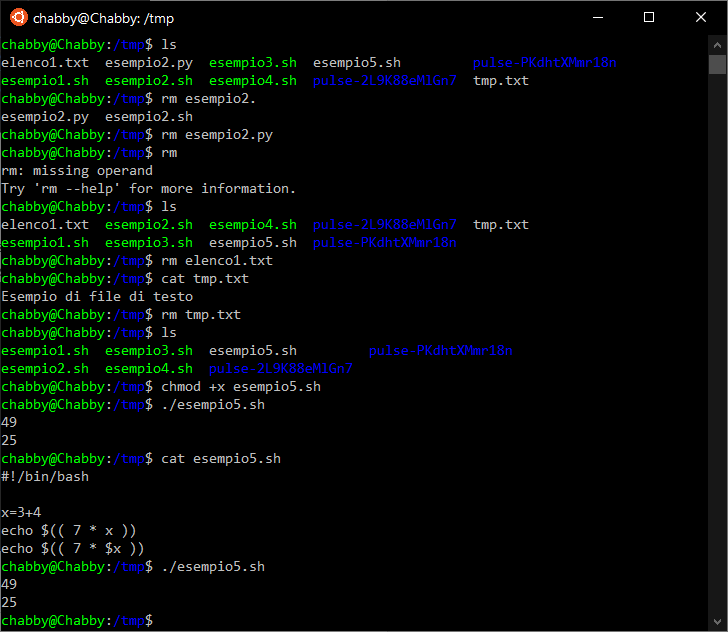 chabby@Chabby: /tmp
chabby@Chabby:/tmp$ ls
elenco1.txt  esempio2.py  esempio3.sh  esempio5.sh         pulse-PKdhtXMmr18n
esempio1.sh  esempio2.sh  esempio4.sh  pulse-2L9K88eMlGn7  tmp.txt
chabby@Chabby:/tmp$ rm esempio2.
esempio2.py  esempio2.sh
chabby@Chabby:/tmp$ rm esempio2.py
chabby@Chabby:/tmp$ rm
rm: missing operand
Try 'rm --help' for more information.
chabby@Chabby:/tmp$ ls
elenco1.txt  esempio2.sh  esempio4.sh  pulse-2L9K88eMlGn7  tmp.txt
esempio1.sh  esempio3.sh  esempio5.sh  pulse-PKdhtXMmr18n
chabby@Chabby:/tmp$ rm elenco1.txt
chabby@Chabby:/tmp$ cat tmp.txt
Esempio di file di testo
chabby@Chabby:/tmp$ rm tmp.txt
chabby@Chabby:/tmp$ ls
esempio1.sh  esempio3.sh  esempio5.sh         pulse-PKdhtXMmr18n
esempio2.sh  esempio4.sh  pulse-2L9K88eMlGn7
chabby@Chabby:/tmp$ chmod +x esempio5.sh
chabby@Chabby:/tmp$ ./esempio5.sh
49
25
chabby@Chabby:/tmp$ cat esempio5.sh
#!/bin/bash

x=3+4
echo $(( 7 * x ))
echo $(( 7 * $x ))
chabby@Chabby:/tmp$ ./esempio5.sh
49
25
chabby@Chabby:/tmp$